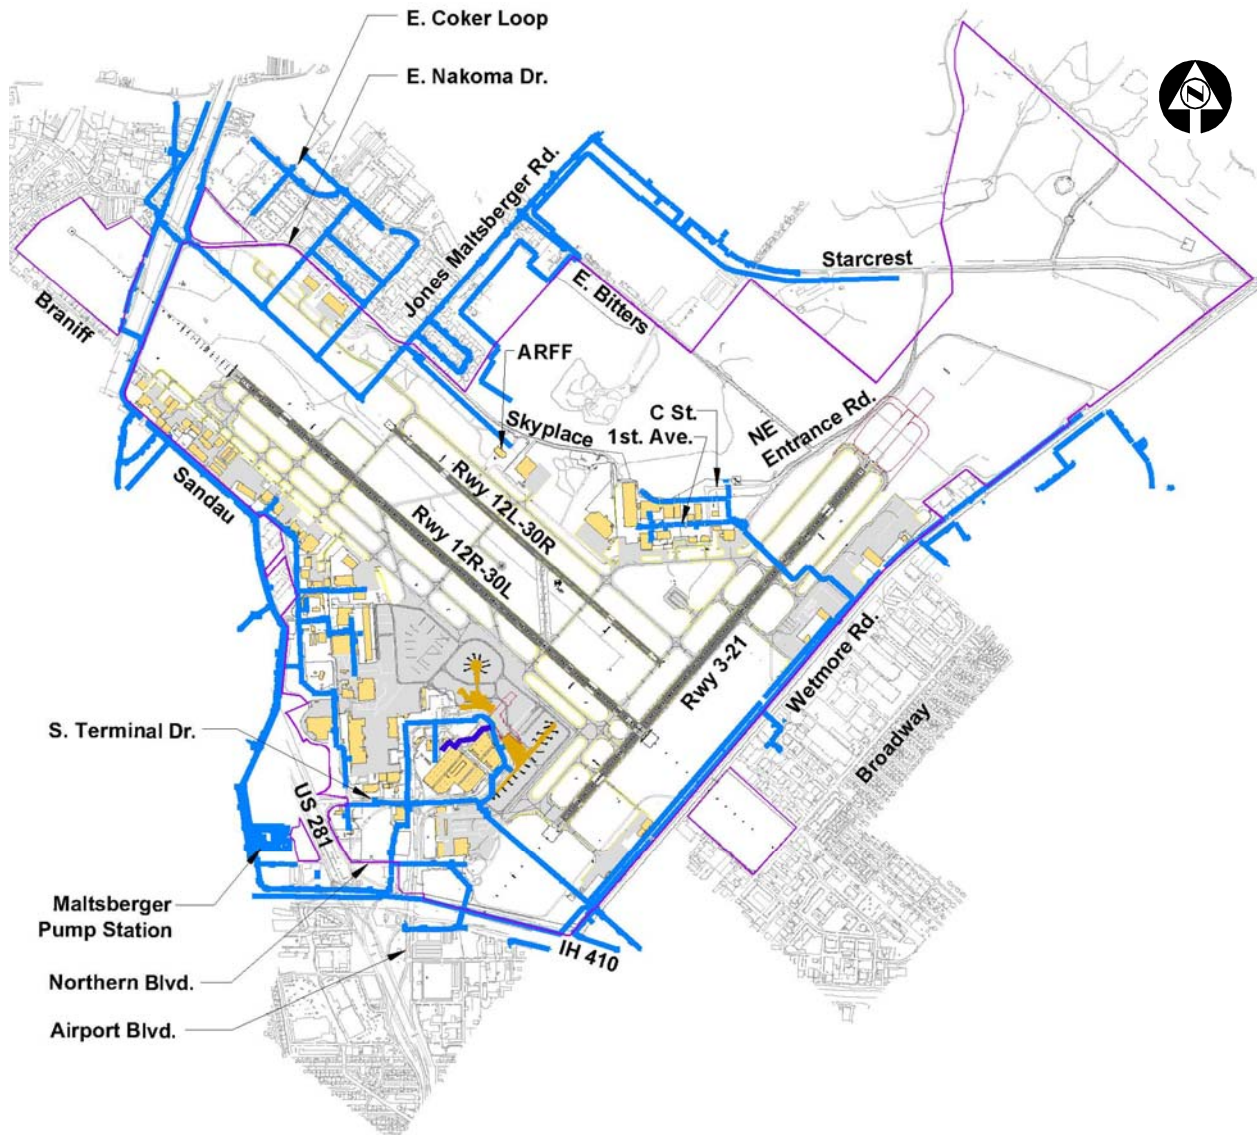 E. Coker Loop
E. Nakoma Dr.
N
Jones Maltsberger Rd.
Starcrest
E. Bitters
Braniff
ARFF
C St.
1st. Ave.
Skyplace
NE
Entrance Rd.
Sandau
Rwy 12L-30R
Rwy 12R-30L
Rwy 3-21
Wetmore Rd.
Broadway
S. Terminal Dr.
US 281
Maltsberger
Pump Station
IH 410
Northern Blvd.
Airport Blvd.